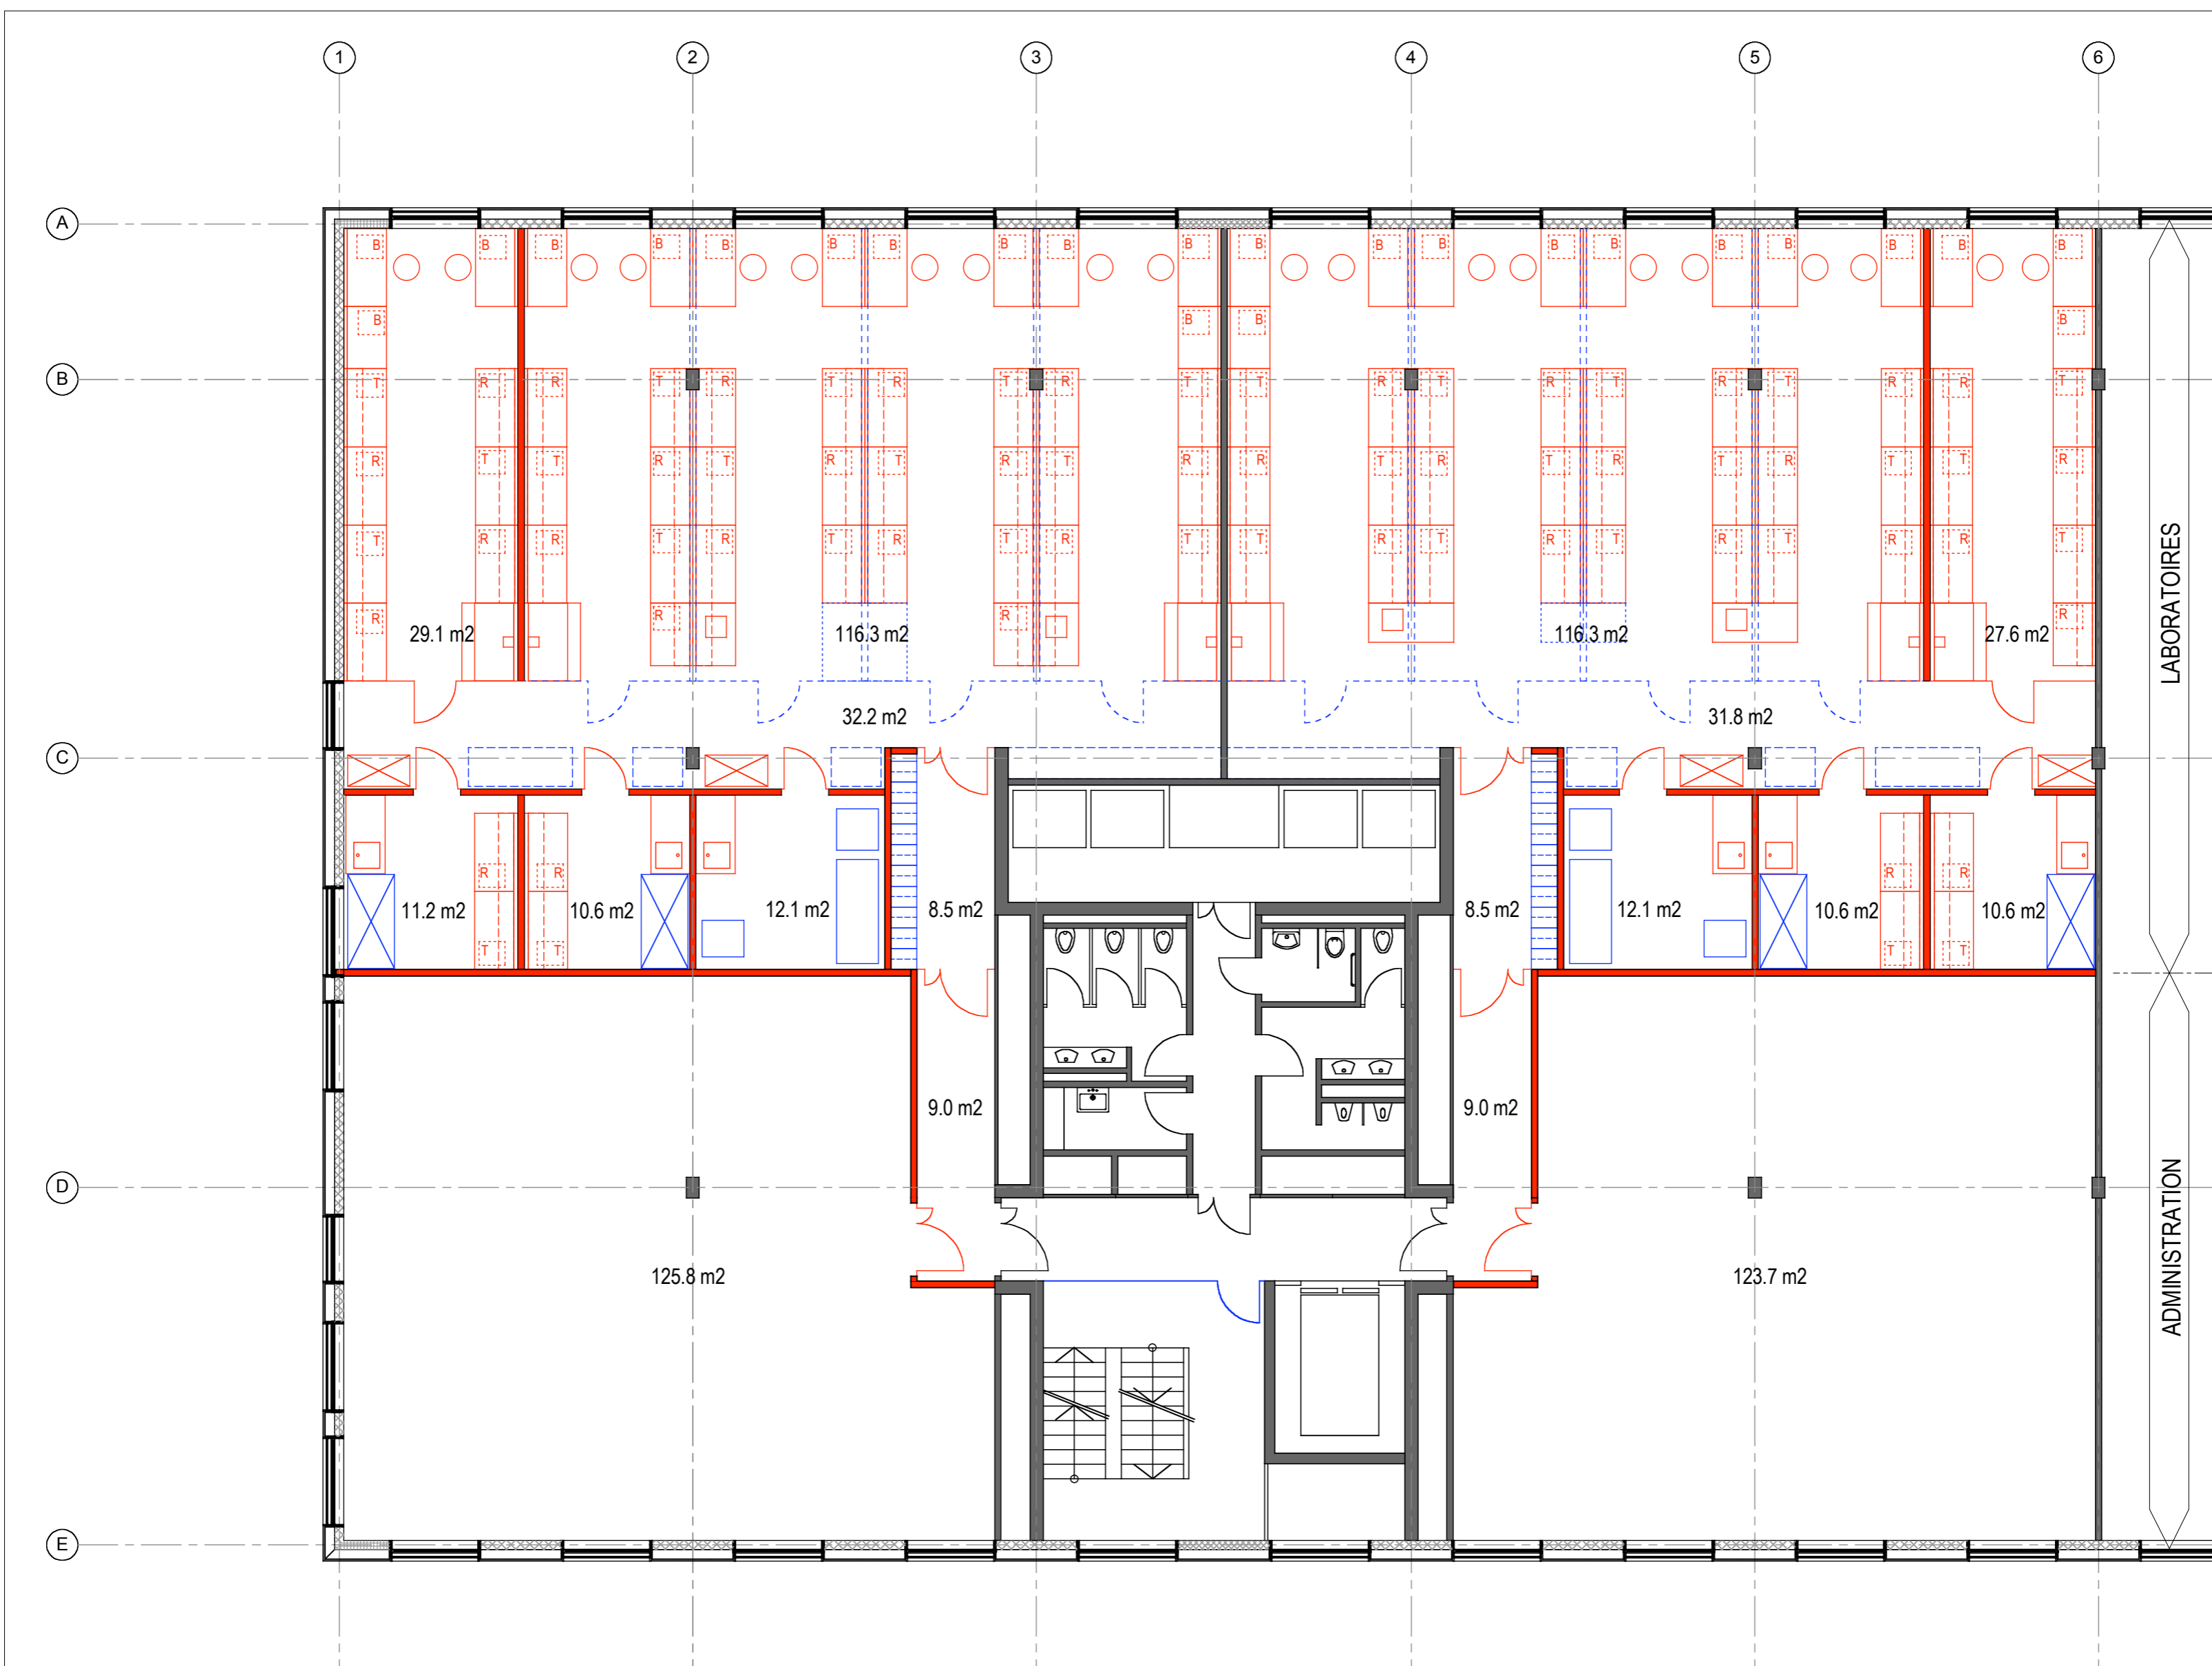 1 2 3 4 5 6
A
B B B B B B B B B B B B B B B B B B B B
B B B B B
B
T R R T R T R T R T T R T R T R T R R T
R T T R T R T R T R R T R T R T R T T R
T R R T R T R T R T T R T R T R T R R T
R R R R
29.1 m2 116.3 m2 116.3 m2 27.6 m2
LABORATOIRES
32.2 m2 31.8 m2
C
R R R R
11.2 m2 10.6 m2 12.1 m2 8.5 m2 8.5 m2 12.1 m2 10.6 m2 10.6 m2
T T T T
9.0 m2 9.0 m2
D
ADMINISTRATION
125.8 m2 123.7 m2
E